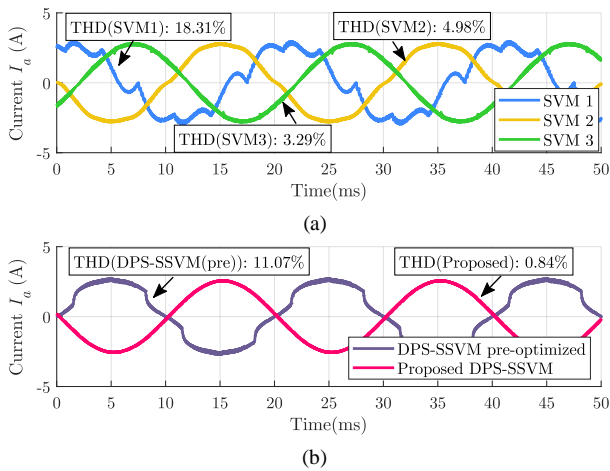 5
THD(SVM1): 18.31%
THD(SVM2): 4.98%
Current I_a (A)
0
SVM 1
SVM 2
SVM 3
THD(SVM3): 3.29%
-5
0 5 10 15 20 25 30 35 40 45 50
Time(ms)
(a)
5
THD(DPS-SSVM(pre)): 11.07%
THD(Proposed): 0.84%
Current I_a (A)
0
DPS-SSVM pre-optimized
Proposed DPS-SSVM
-5
0 5 10 15 20 25 30 35 40 45 50
Time(ms)
(b)